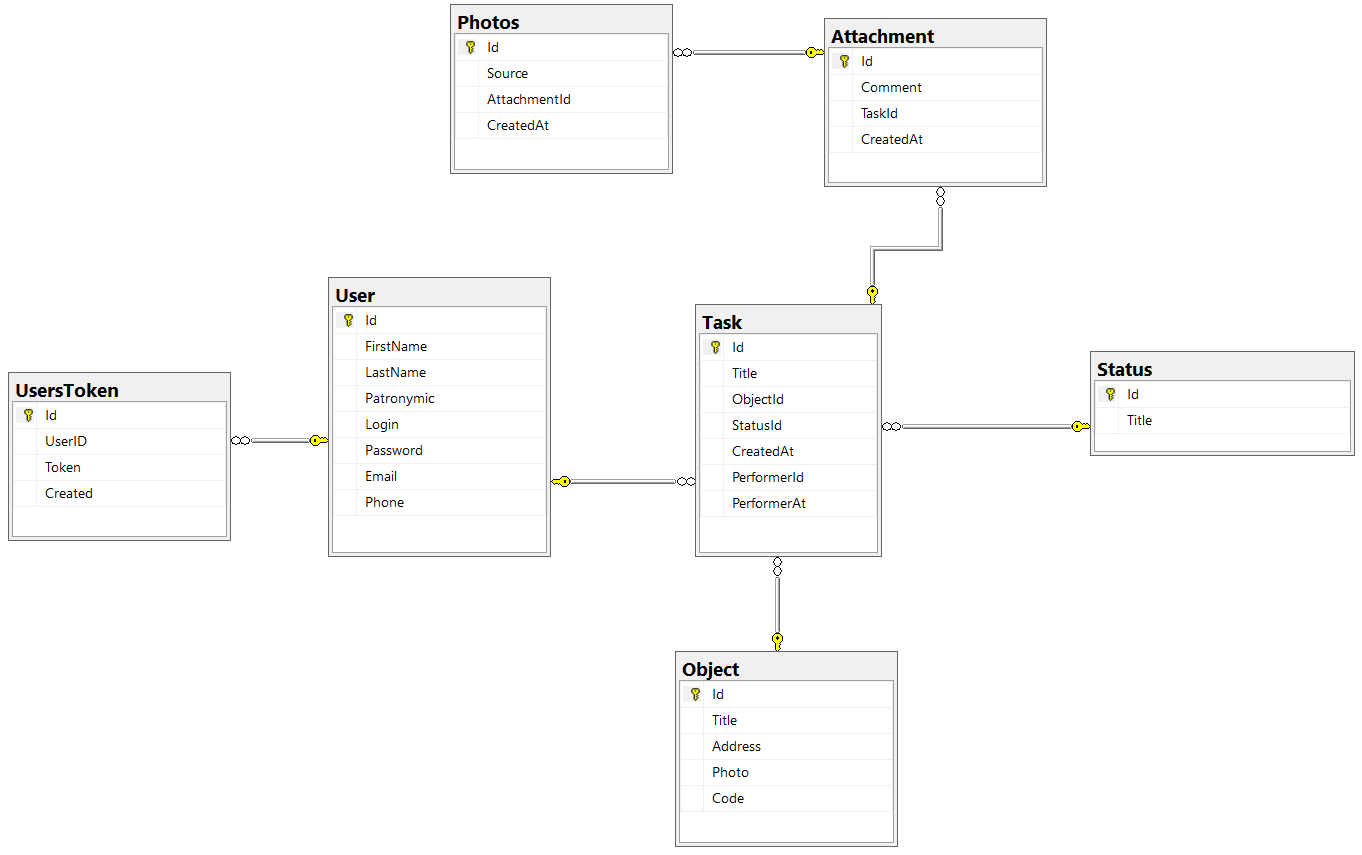 Photos
Id
Source
AttachmentId
CreatedAt
Attachment
Id
Comment
TaskId
CreatedAt
User
Id
FirstName
LastName
Patronymic
Login
Password
Email
Phone
Task
Id
Title
ObjectId
StatusId
CreatedAt
PerformerId
PerformerAt
Status
Id
Title
UsersToken
Id
UserID
Token
Created
Object
Id
Title
Address
Photo
Code